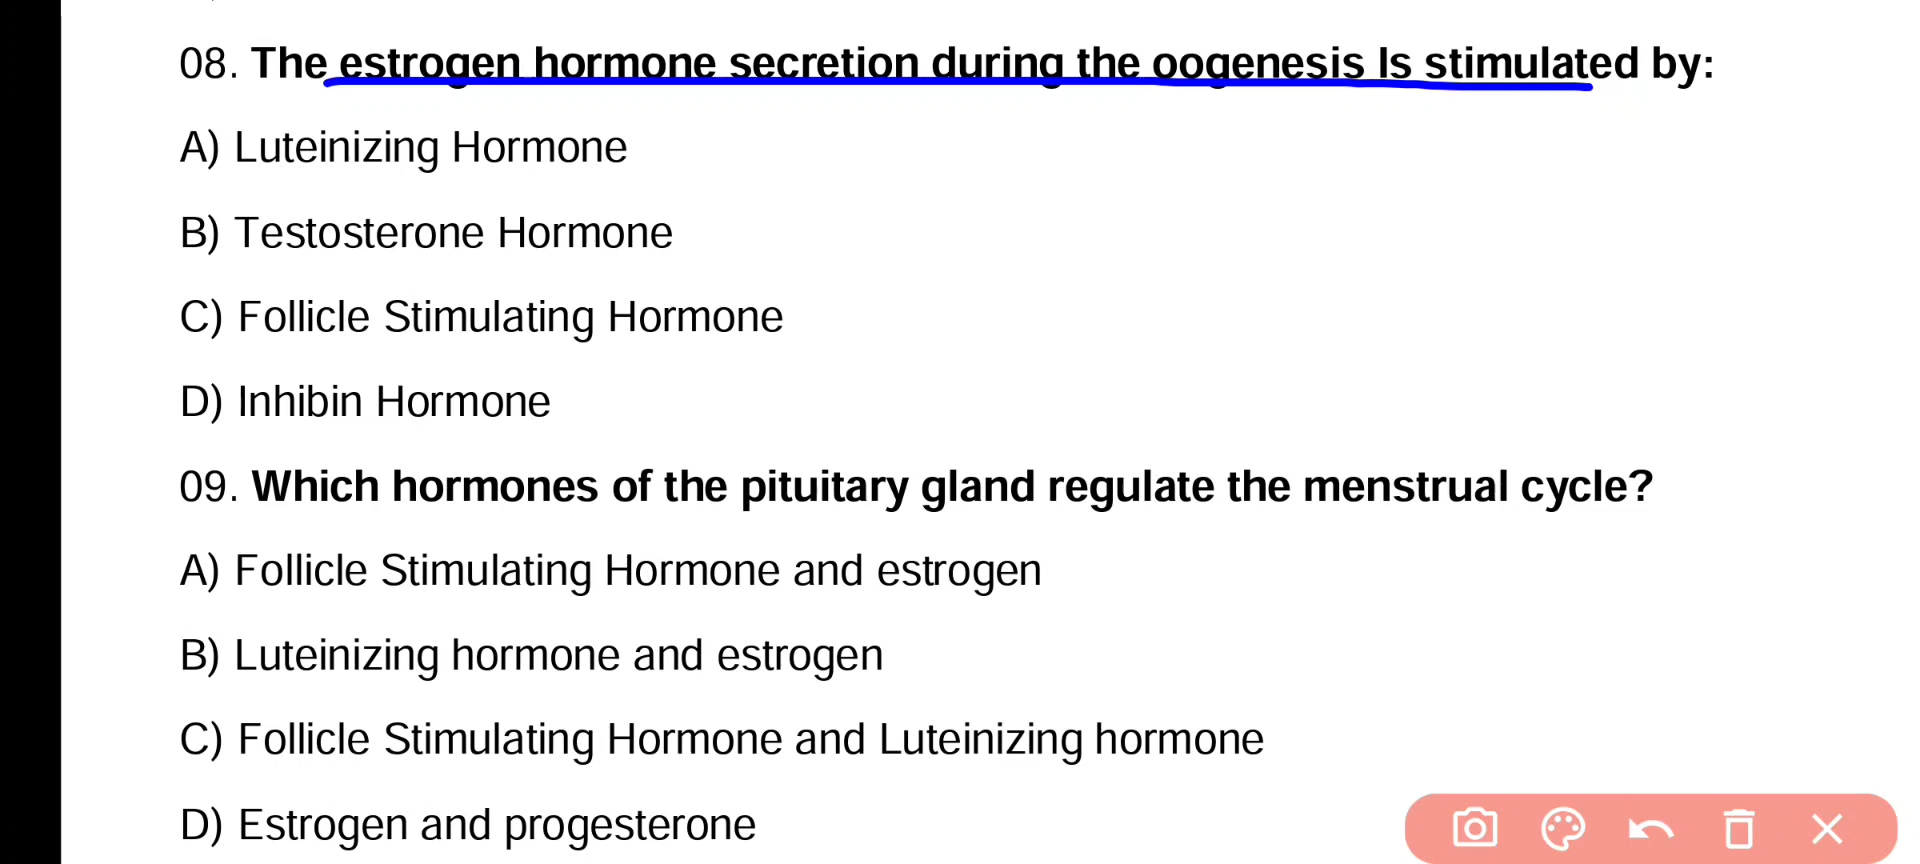 08. The estrogen hormone secretion during the oogenesis Is stimulated by:
A) Luteinizing Hormone
B) Testosterone Hormone
C) Follicle Stimulating Hormone
D) Inhibin Hormone
09. Which hormones of the pituitary gland regulate the menstrual cycle?
A) Follicle Stimulating Hormone and estrogen
B) Luteinizing hormone and estrogen
C) Follicle Stimulating Hormone and Luteinizing hormone
D) Estrogen and progesterone